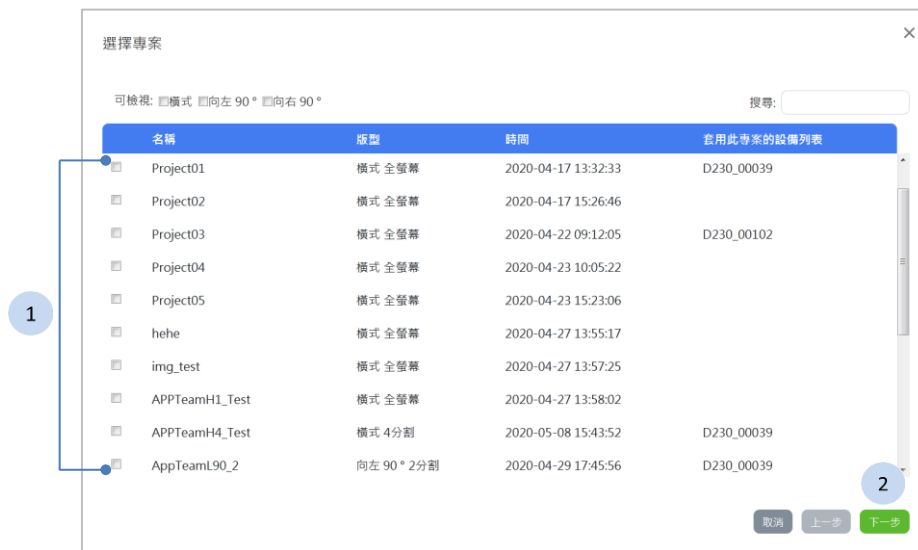 選擇專案
×
可檢視: 橫式 向左 90 ° 向右 90 °
搜尋:
名稱 版型 時間 套用此專案的設備列表
Project01 橫式 全螢幕 2020-04-17 13:32:33 D230_00039
Project02 橫式 全螢幕 2020-04-17 15:26:46
Project03 橫式 全螢幕 2020-04-22 09:12:05 D230_00102
Project04 橫式 全螢幕 2020-04-23 10:05:22
Project05 橫式 全螢幕 2020-04-23 15:23:06
1
hehe 橫式 全螢幕 2020-04-27 13:55:17
img_test 橫式 全螢幕 2020-04-27 13:57:25
APPTeamH1_Test 橫式 全螢幕 2020-04-27 13:58:02
APPTeamH4_Test 橫式 4分割 2020-05-08 15:43:52 D230_00039
AppTeamL90_2 向左 90 ° 2分割 2020-04-29 17:45:56 D230_00039
2
取消 上一步 下一步